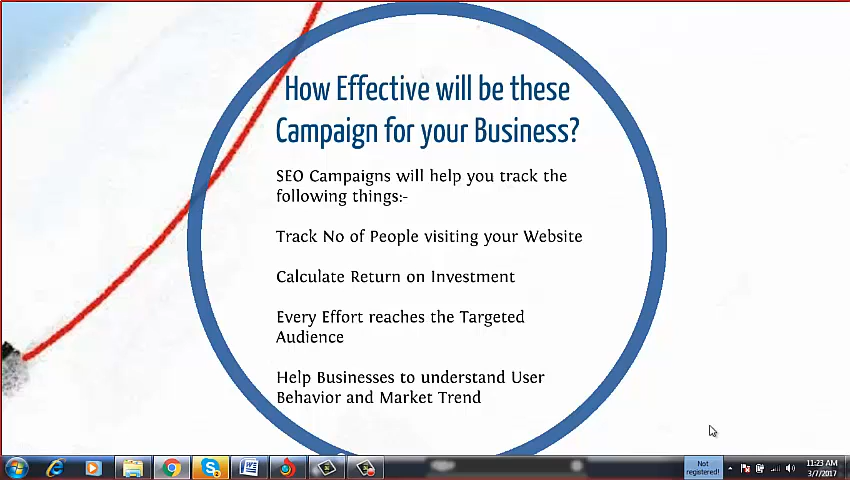 How Effective will be these
Campaign for your Business?
SEO Campaigns will help you track the
following things:-
Track No of People visiting your Website
Calculate Return on Investment
Every Effort reaches the Targeted
Audience
Help Businesses to understand User
Behavior and Market Trend
Not
registered!
11:23 AM
3/7/2017